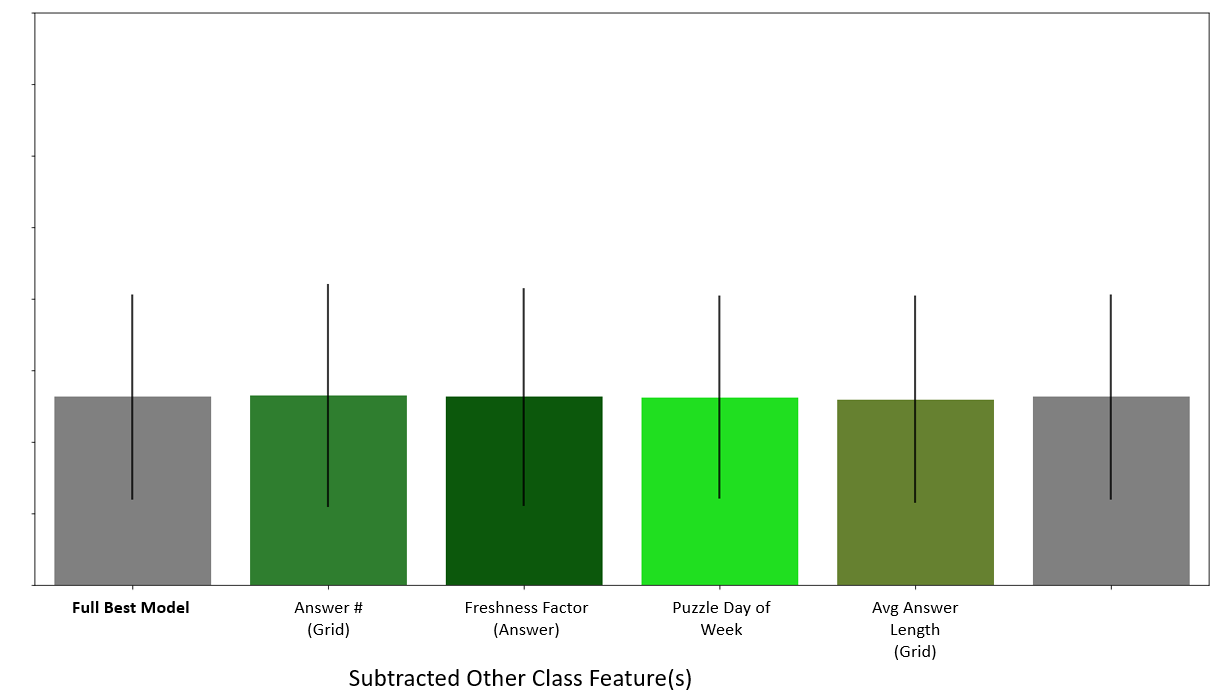 Full Best Model
Answer #
(Grid)
Freshness Factor
(Answer)
Puzzle Day of
Week
Avg Answer
Length
(Grid)
Subtracted Other Class Feature(s)